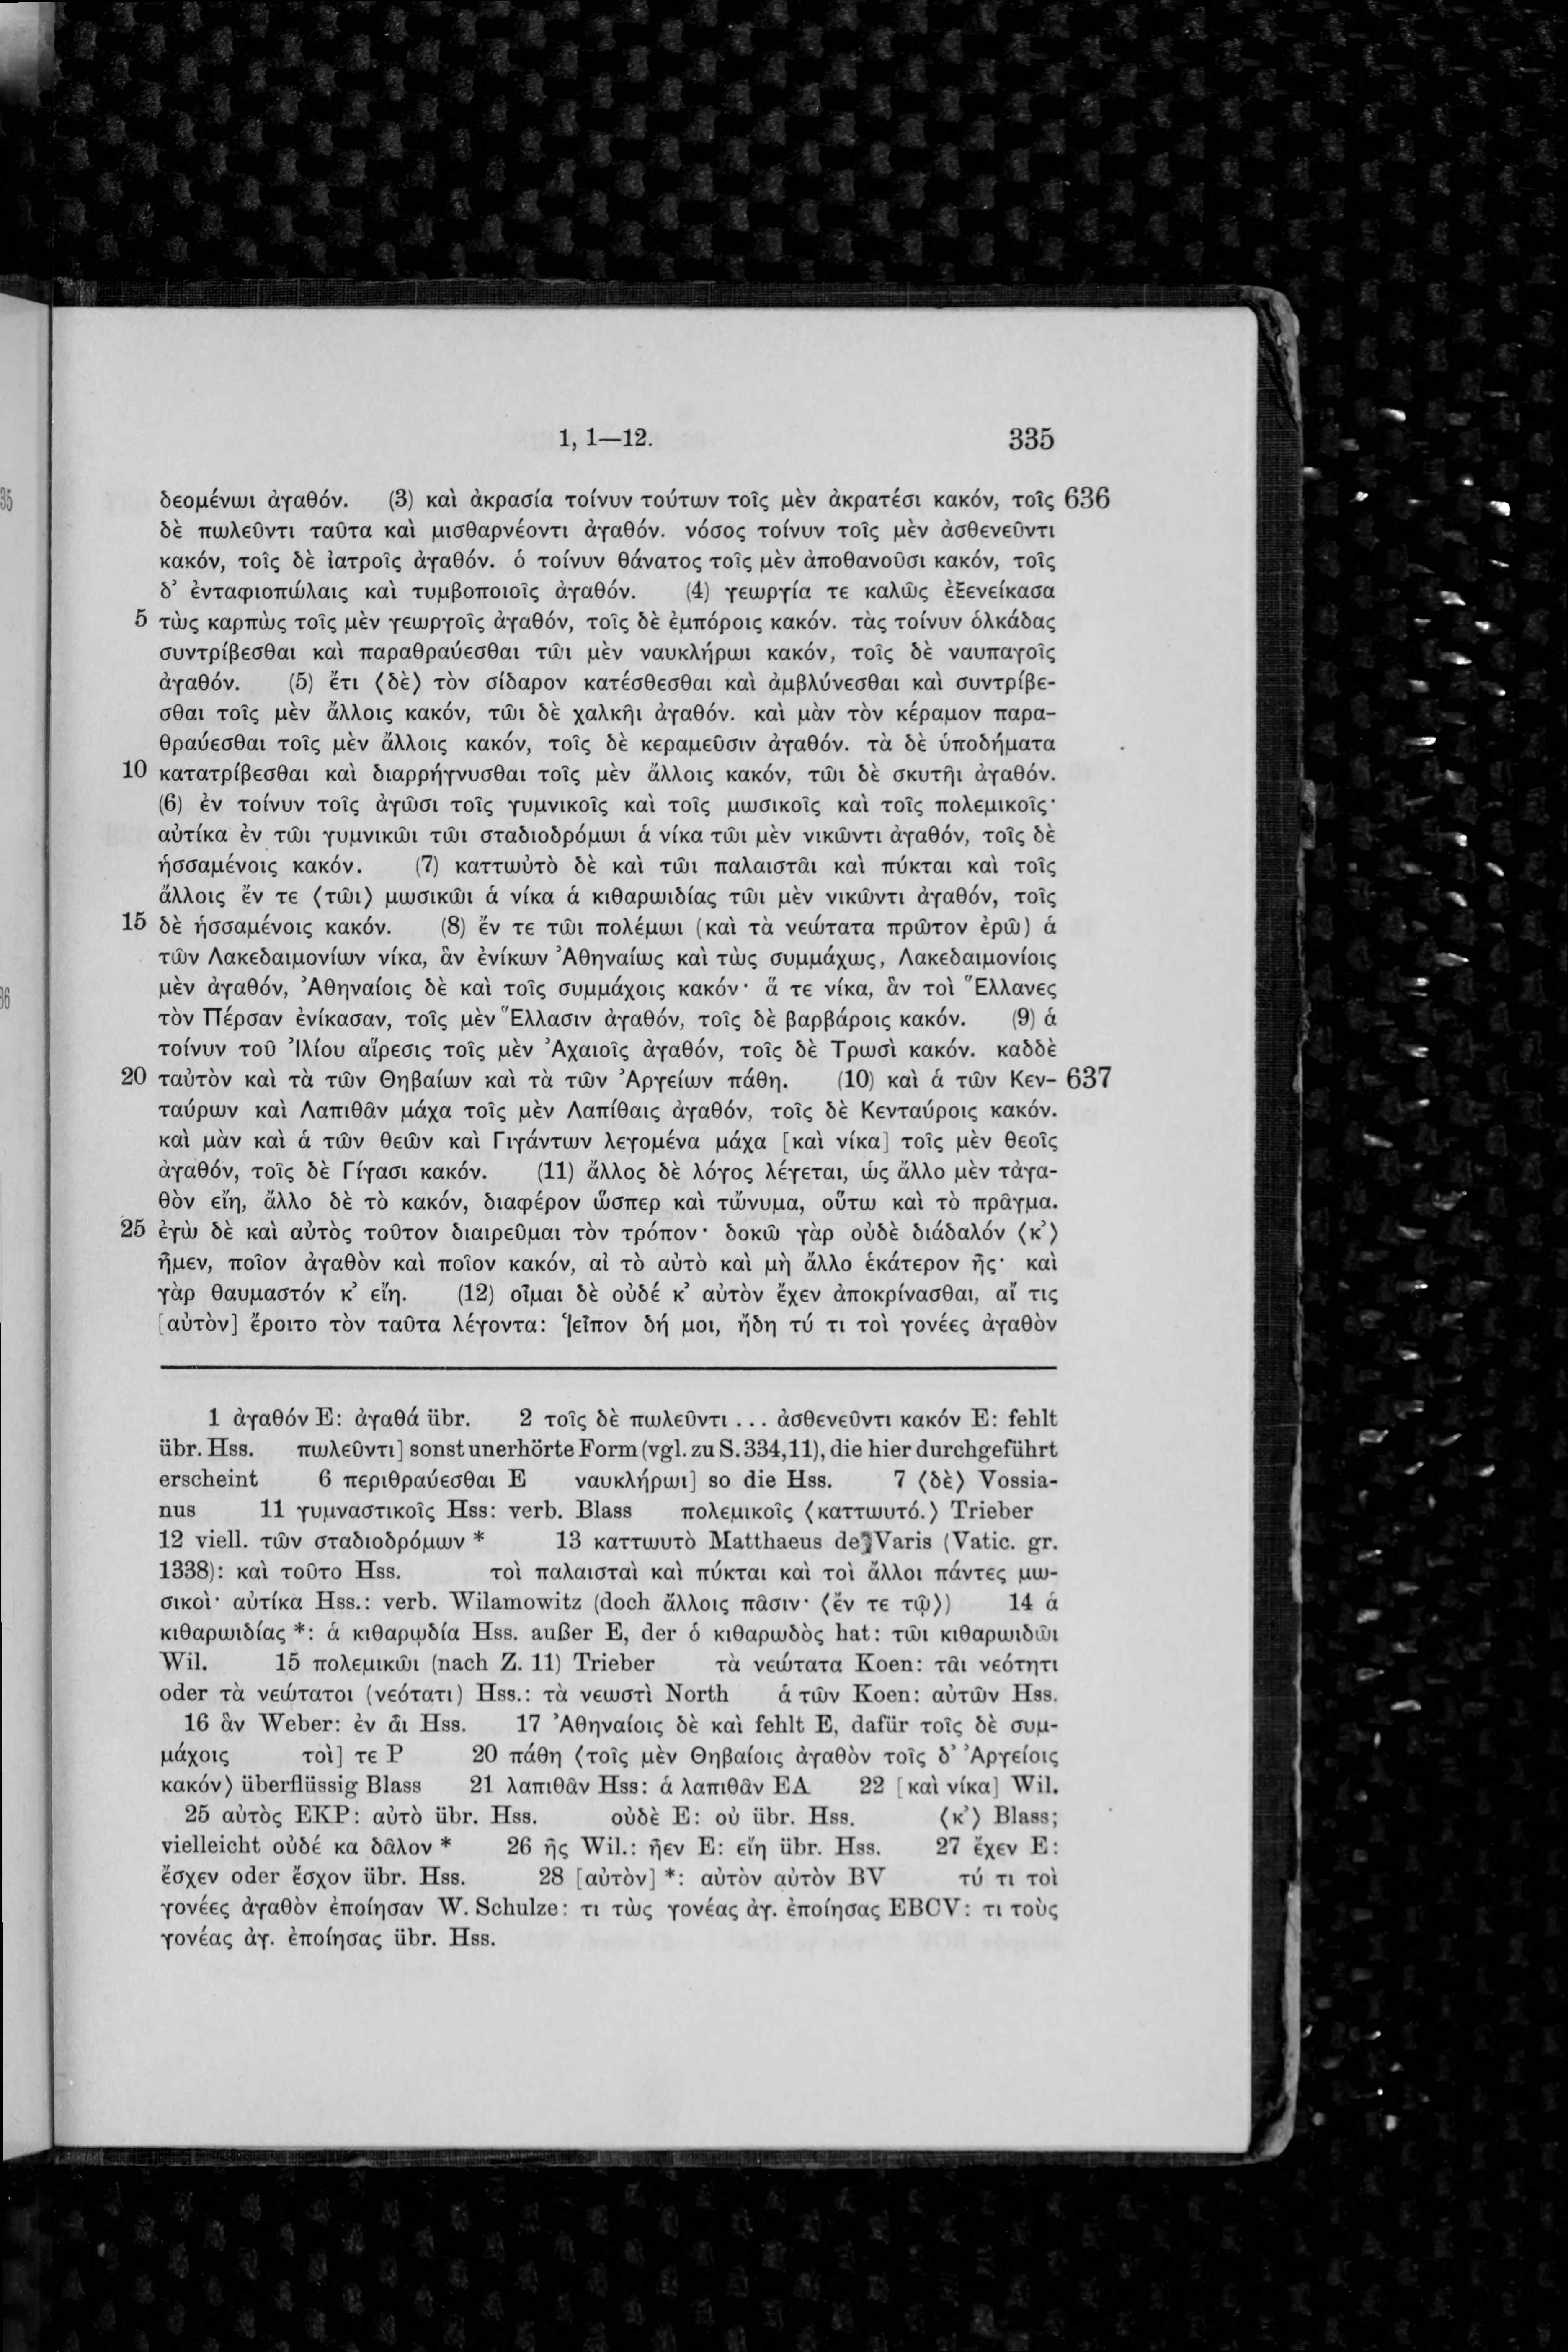 1, 1—12. 335
δεομένωι ἀγαθόν. (3) καὶ ἀκρασία τοίνυν τούτων τοῖς μὲν ἀκρατέσι κακόν, τοῖς 636
δὲ πωλεῦντι ταῦτα καὶ μισθαρνέοντι ἀγαθόν. νόσος τοίνυν τοῖς μὲν ἀσθενεῦντι
κακόν, τοῖς δὲ ἰατροῖς ἀγαθόν. ὁ τοίνυν θάνατος τοῖς μὲν ἀποθανοῦσι κακόν, τοῖς
δ’ ἐνταφιοπώλαις καὶ τυμβοποιοῖς ἀγαθόν. (4) γεωργία τε καλῶς ἐξενείκασα
5 τὼς καρπὼς τοῖς μὲν γεωργοῖς ἀγαθόν, τοῖς δὲ ἐμπόροις κακόν. τὰς τοίνυν ὁλκάδας
συντρίβεσθαι καὶ παραθραύεσθαι τῶι μὲν ναυκλήρωι κακόν, τοῖς δὲ ναυπαγοῖς
ἀγαθόν. (5) ἔτι ⟨δὲ⟩ τὸν σίδαρον κατέσθεσθαι καὶ ἀμβλύνεσθαι καὶ συντρίβε-
σθαι τοῖς μὲν ἄλλοις κακόν, τῶι δὲ χαλκῆι ἀγαθόν. καὶ μὰν τὸν κέραμον παρα-
θραύεσθαι τοῖς μὲν ἄλλοις κακόν, τοῖς δὲ κεραμεῦσιν ἀγαθόν. τὰ δὲ ὑποδήματα
10 κατατρίβεσθαι καὶ διαρρήγνυσθαι τοῖς μὲν ἄλλοις κακόν, τῶι δὲ σκυτῆι ἀγαθόν.
(6) ἐν τοίνυν τοῖς ἀγῶσι τοῖς γυμνικοῖς καὶ τοῖς μωσικοῖς καὶ τοῖς πολεμικοῖς·
αὐτίκα ἐν τῶι γυμνικῶι τῶι σταδιοδρόμωι ἁ νίκα τῶι μὲν νικῶντι ἀγαθόν, τοῖς δὲ
ἡσσαμένοις κακόν. (7) καττωὐτὸ δὲ καὶ τῶι παλαιστᾶι καὶ πύκται καὶ τοῖς
ἄλλοις ἔν τε ⟨τῶι⟩ μωσικῶι ἁ νίκα ἁ κιθαρωιδίας τῶι μὲν νικῶντι ἀγαθόν, τοῖς
15 δὲ ἡσσαμένοις κακόν. (8) ἔν τε τῶι πολέμωι (καὶ τὰ νεώτατα πρῶτον ἐρῶ) ἁ
τῶν Λακεδαιμονίων νίκα, ἃν ἐνίκων Ἀθηναίως καὶ τὼς συμμάχως, Λακεδαιμονίοις
μὲν ἀγαθόν, Ἀθηναίοις δὲ καὶ τοῖς συμμάχοις κακόν· ἅ τε νίκα, ἃν τοὶ Ἕλλανες
τὸν Πέρσαν ἐνίκασαν, τοῖς μὲν Ἕλλασιν ἀγαθόν, τοῖς δὲ βαρβάροις κακόν. (9) ἁ
τοίνυν τοῦ Ἰλίου αἵρεσις τοῖς μὲν Ἀχαιοῖς ἀγαθόν, τοῖς δὲ Τρωσὶ κακόν. καδδὲ
20 ταὐτὸν καὶ τὰ τῶν Θηβαίων καὶ τὰ τῶν Ἀργείων πάθη. (10) καὶ ἁ τῶν Κεν- 637
ταύρων καὶ Λαπιθᾶν μάχα τοῖς μὲν Λαπίθαις ἀγαθόν, τοῖς δὲ Κενταύροις κακόν.
καὶ μὰν καὶ ἁ τῶν θεῶν καὶ Γιγάντων λεγομένα μάχα [καὶ νίκα] τοῖς μὲν θεοῖς
ἀγαθόν, τοῖς δὲ Γίγασι κακόν. (11) ἄλλος δὲ λόγος λέγεται, ὡς ἄλλο μὲν τἀγα-
θὸν εἴη, ἄλλο δὲ τὸ κακόν, διαφέρον ὥσπερ καὶ τὤνυμα, οὕτω καὶ τὸ πρᾶγμα.
25 ἐγὼ δὲ καὶ αὐτὸς τοῦτον διαιρεῦμαι τὸν τρόπον· δοκῶ γὰρ οὐδὲ διάδαλόν ⟨κ’⟩
ἦμεν, ποῖον ἀγαθὸν καὶ ποῖον κακόν, αἰ τὸ αὐτὸ καὶ μὴ ἄλλο ἑκάτερον ἦς· καὶ
γὰρ θαυμαστόν κ’ εἴη. (12) οἶμαι δὲ οὐδέ κ’ αὐτὸν ἔχεν ἀποκρίνασθαι, αἴ τις
[αὐτὸν] ἔροιτο τὸν ταῦτα λέγοντα: εἶπον δή μοι, ἤδη τύ τι τοὶ γονέες ἀγαθὸν
1 ἀγαθόν E: ἀγαθά übr. 2 τοῖς δὲ πωλεῦντι ... ἀσθενεῦντι κακόν E: fehlt
übr. Hss. πωλεῦντι] sonst unerhörte Form (vgl. zu S. 334,11), die hier durchgeführt
erscheint 6 περιθραύεσθαι E ναυκλήρωι] so die Hss. 7 ⟨δὲ⟩ Vossia-
nus 11 γυμναστικοῖς Hss: verb. Blass πολεμικοῖς ⟨καττωυτό.⟩ Trieber
12 viell. τῶν σταδιοδρόμων * 13 καττωυτὸ Matthaeus de Varis (Vatic. gr.
1338): καὶ τοῦτο Hss. τοὶ παλαισταὶ καὶ πύκται καὶ τοὶ ἄλλοι πάντες μω-
σικοὶ· αὐτίκα Hss.: verb. Wilamowitz (doch ἄλλοις πᾶσιν· ⟨ἔν τε τῷ⟩) 14 ἁ
κιθαρωιδίας *: ἁ κιθαρῳδία Hss. außer E, der ὁ κιθαρωδὸς hat: τῶι κιθαρωιδῶι
Wil. 15 πολεμικῶι (nach Z. 11) Trieber τὰ νεώτατα Koen: τᾶι νεότητι
oder τὰ νεώτατοι (νεότατι) Hss.: τὰ νεωστὶ North ἁ τῶν Koen: αὐτῶν Hss.
16 ἃν Weber: ἐν ἇι Hss. 17 Ἀθηναίοις δὲ καὶ fehlt E, dafür τοῖς δὲ συμ-
μάχοις τοὶ] τε P 20 πάθη ⟨τοῖς μὲν Θηβαίοις ἀγαθὸν τοῖς δ’ Ἀργείοις
κακόν⟩ überflüssig Blass 21 λαπιθᾶν Hss: ἁ λαπιθᾶν EA 22 [καὶ νίκα] Wil.
25 αὐτὸς EKP: αὐτὸ übr. Hss. οὐδὲ E: οὐ übr. Hss. ⟨κ’⟩ Blass;
vielleicht οὐδέ κα δᾶλον * 26 ἦς Wil.: ἦεν E: εἴη übr. Hss. 27 ἔχεν E:
ἔσχεν oder ἔσχον übr. Hss. 28 [αὐτὸν] *: αὐτὸν αὐτὸν BV τύ τι τοὶ
γονέες ἀγαθὸν ἐποίησαν W. Schulze: τι τὼς γονέας ἀγ. ἐποίησας EBCV: τι τοὺς
γονέας ἀγ. ἐποίησας übr. Hss.